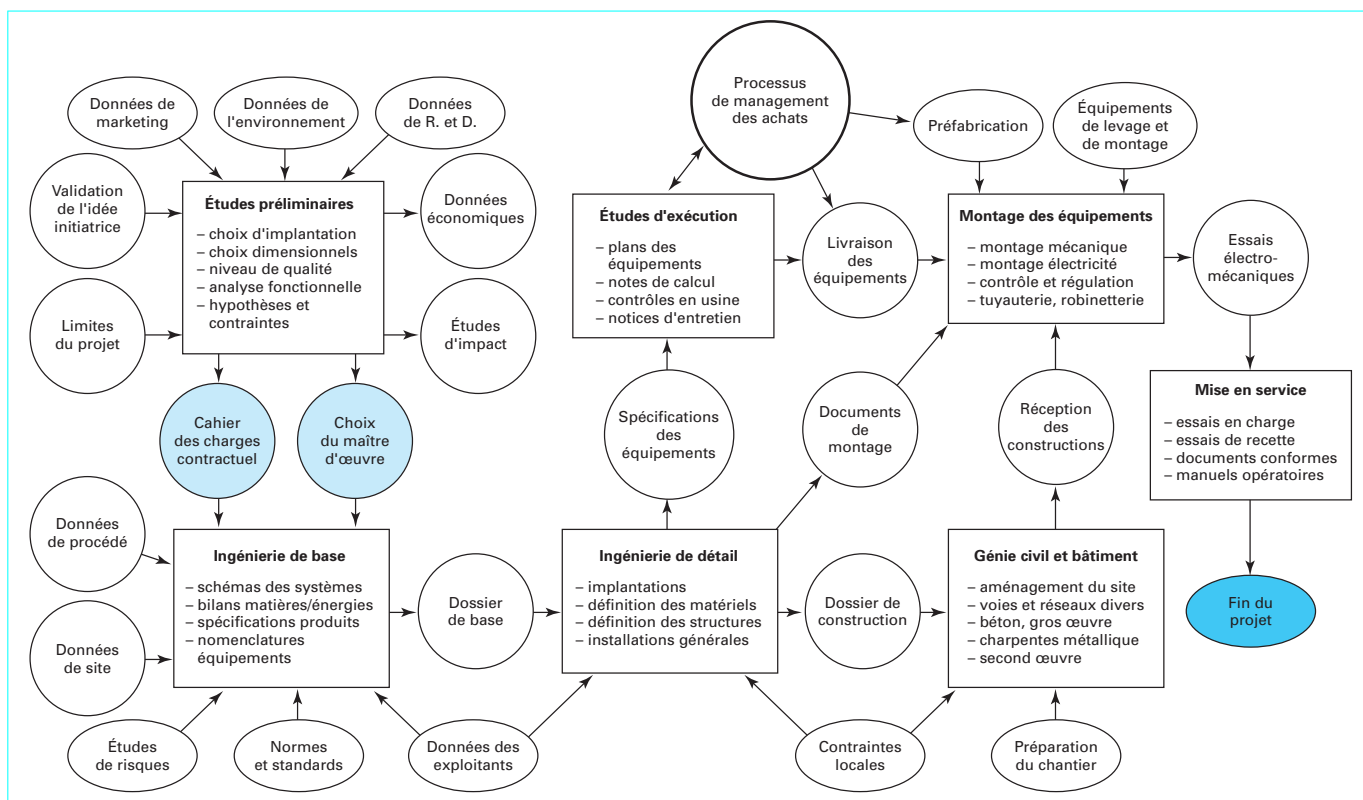 Processus
de management
des achats
Données de
marketing
Données de
l'environnement
Données
de R. et D.
Préfabrication
Équipements
de levage et
de montage
Validation
de l'idée
initiatrice
Études préliminaires
– choix d'implantation
– choix dimensionnels
– niveau de qualité
– analyse fonctionnelle
– hypothèses et
contraintes
Données
économiques
Limites
du projet
Études
d'impact
Études d'exécution
– plans des
équipements
– notes de calcul
– contrôles en usine
– notices d'entretien
Livraison
des
équipements
Montage des équipements
– montage mécanique
– montage électricité
– contrôle et régulation
– tuyauterie, robinetterie
Essais
électro-
mécaniques
Cahier
des charges
contractuel
Choix
du maître
d'œuvre
Spécifications
des
équipements
Documents
de
montage
Réception
des
constructions
Mise en service
– essais en charge
– essais de recette
– documents conformes
– manuels opératoires
Données
de procédé
Données
de site
Ingénierie de base
– schémas des systèmes
– bilans matières/énergies
– spécifications produits
– nomenclatures
équipements
Dossier
de base
Ingénierie de détail
– implantations
– définition des matériels
– définition des structures
– installations générales
Dossier de
construction
Génie civil et bâtiment
– aménagement du site
– voies et réseaux divers
– béton, gros œuvre
– charpentes métallique
– second œuvre
Fin du
projet
Études
de risques
Normes
et standards
Données des
exploitants
Contraintes
locales
Préparation
du chantier